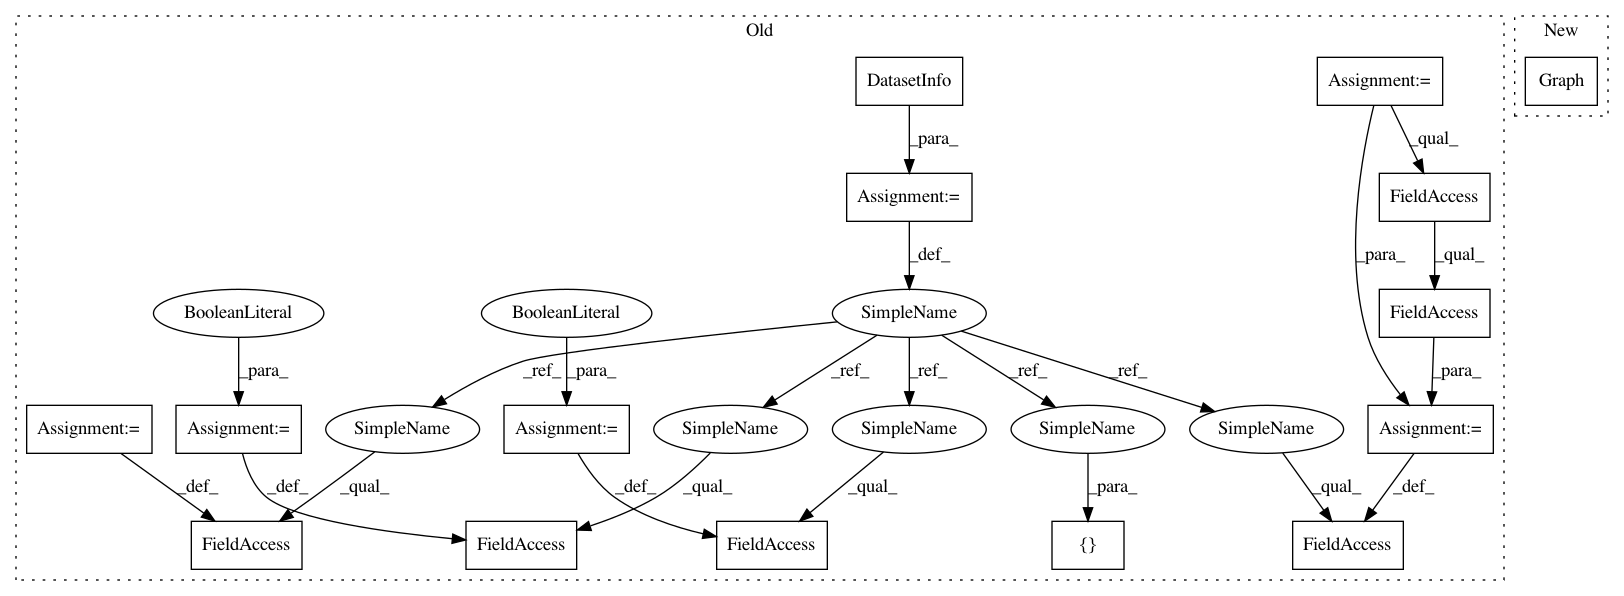 Old
New
DatasetInfo
Assignment:=
Graph
_para_
_qual_
Assignment:=
FieldAccess
_def_
_para_
_qual_
BooleanLiteral
BooleanLiteral
SimpleName
FieldAccess
_para_
_ref_
_para_
_ref_
_ref_
_ref_
_ref_
_para_
Assignment:=
Assignment:=
SimpleName
Assignment:=
SimpleName
SimpleName
SimpleName
SimpleName
Assignment:=
_def_
_def_
_qual_
_def_
_qual_
_qual_
_para_
_qual_
_def_
FieldAccess
FieldAccess
FieldAccess
{}
FieldAccess